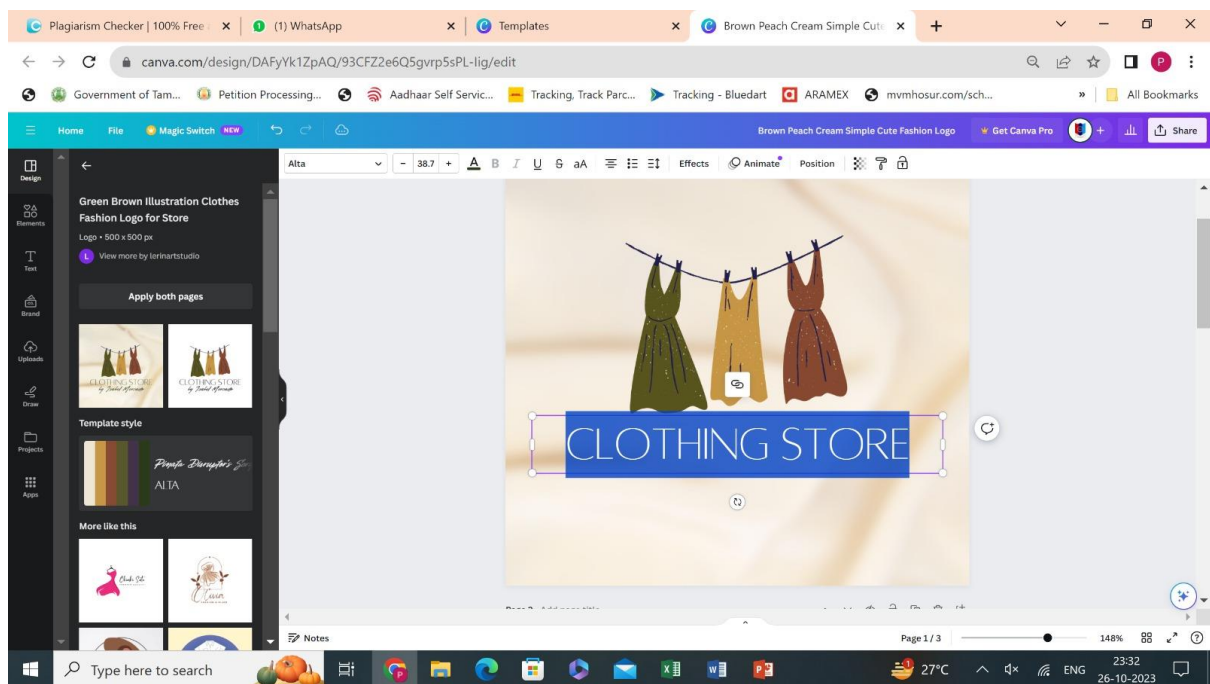 Plagiarism Checker | 100% Free
(1) WhatsApp
Templates
Brown Peach Cream Simple Cute
canva.com/design/DAFyYk1ZpAQ/93CFZ2e6Q5gvrp5sPL-lig/edit
P
Government of Tam...
Petition Processing...
Aadhaar Self Servic...
Tracking, Track Parc...
Tracking - Bluedart
ARAMEX
mvmhosur.com/sch...
»
All Bookmarks
Home
File
Magic Switch NEW
Brown Peach Cream Simple Cute Fashion Logo
Get Canva Pro
Share
Alta
- 38.7 +
A B I U S aA
Effects
Animate
Position
Design
Elements
Text
Brand
Uploads
Draw
Projects
Apps
Green Brown Illustration Clothes
Fashion Logo for Store
Logo • 500 x 500 px
L View more by lerinartstudio
Apply both pages
CLOTHING STORE
CLOTHING STORE
Template style
ALTA
More like this
CLOTHING STORE
Notes
Page 1 / 3
148%
Type here to search
27°C
ENG
23:32
26-10-2023